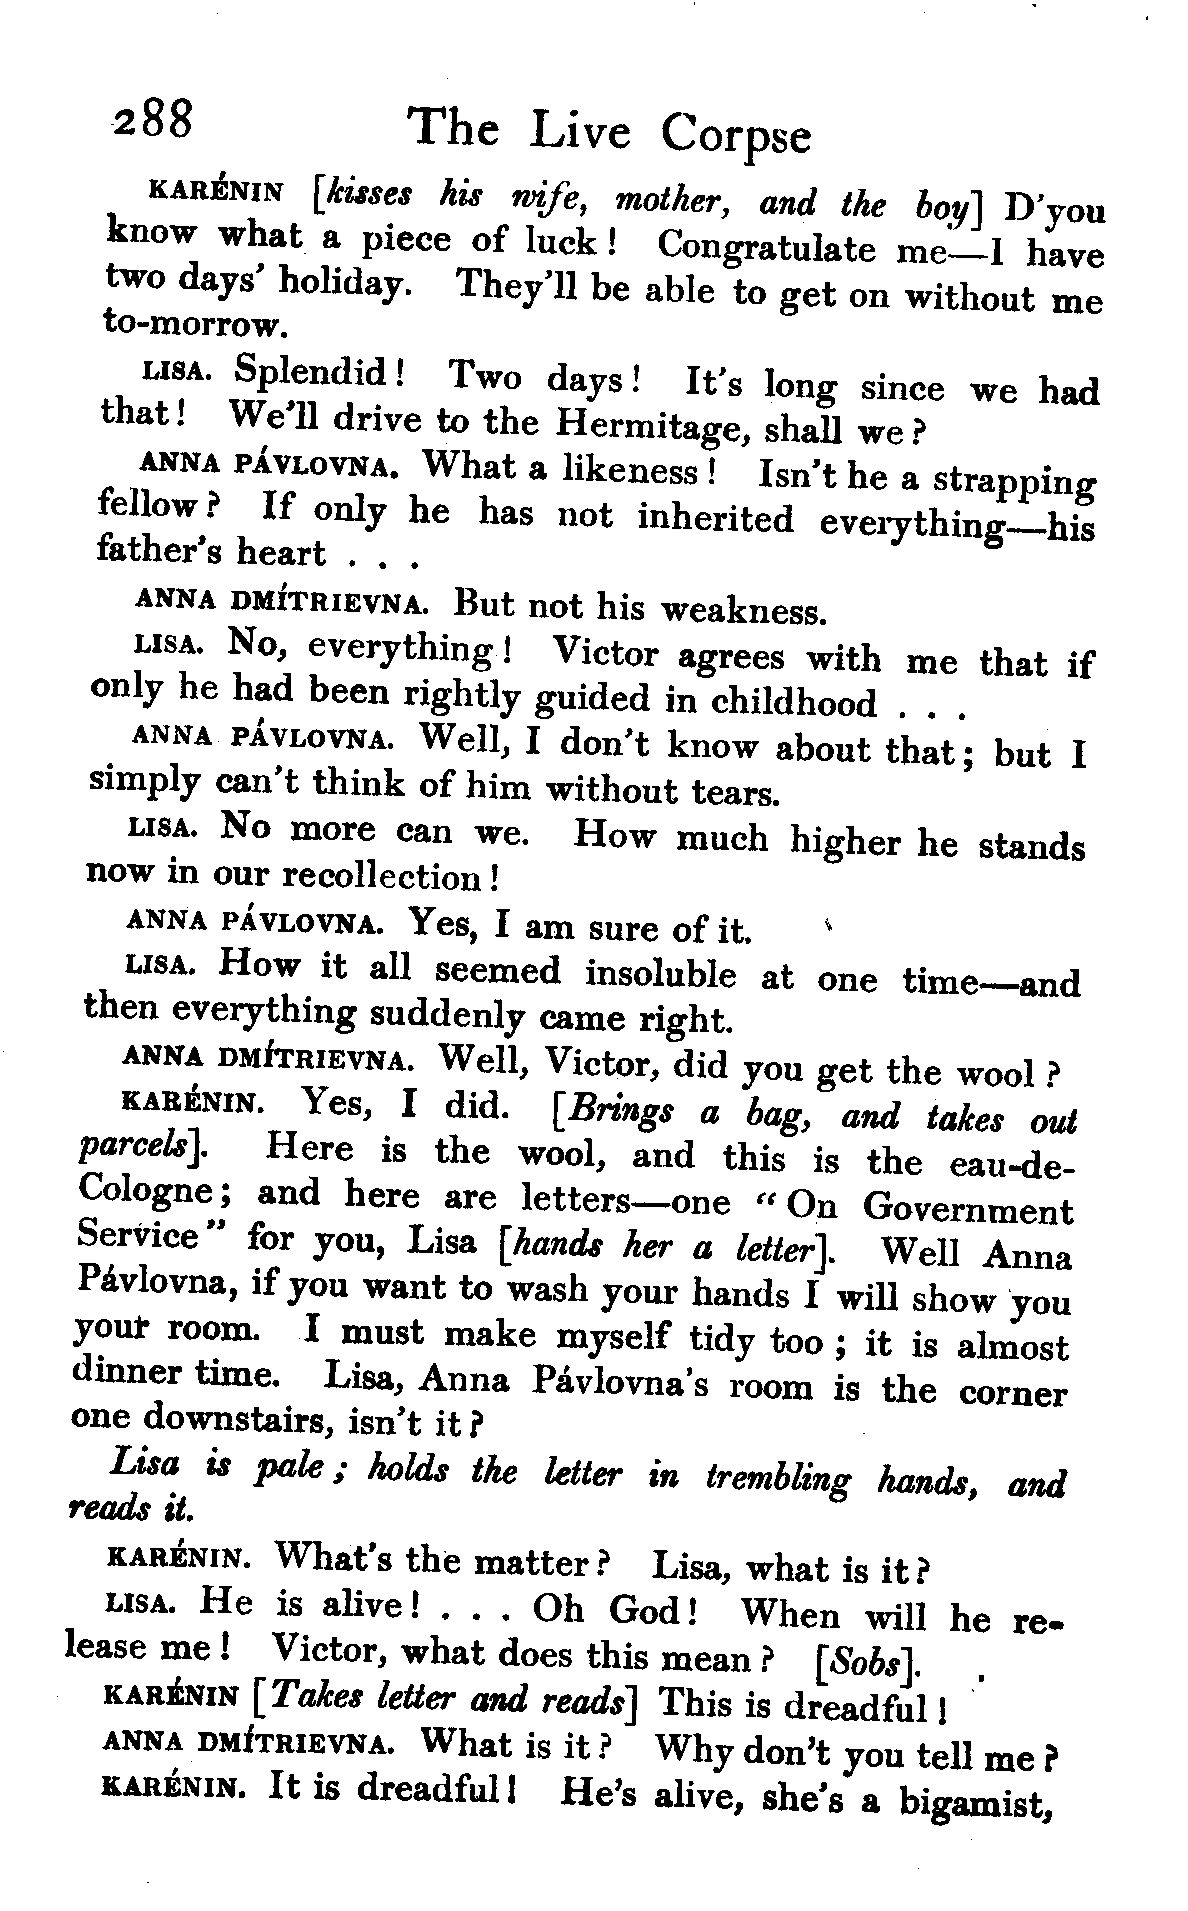 288 The Live Corpse
KARÉNIN [kisses his wife, mother, and the boy] D'you
know what a piece of luck! Congratulate me—I have
two days' holiday. They'll be able to get on without me
to-morrow.
LISA. Splendid! Two days! It's long since we had
that! We'll drive to the Hermitage, shall we?
ANNA PÁVLOVNA. What a likeness! Isn't he a strapping
fellow? If only he has not inherited everything—his
father's heart . . .
ANNA DMÍTRIEVNA. But not his weakness.
LISA. No, everything! Victor agrees with me that if
only he had been rightly guided in childhood . . .
ANNA PÁVLOVNA. Well, I don't know about that; but I
simply can't think of him without tears.
LISA. No more can we. How much higher he stands
now in our recollection!
ANNA PÁVLOVNA. Yes, I am sure of it.
LISA. How it all seemed insoluble at one time—and
then everything suddenly came right.
ANNA DMÍTRIEVNA. Well, Victor, did you get the wool?
KARÉNIN. Yes, I did. [Brings a bag, and takes out
parcels]. Here is the wool, and this is the eau-de-
Cologne; and here are letters—one "On Government
Service" for you, Lisa [hands her a letter]. Well Anna
Pávlovna, if you want to wash your hands I will show you
your room. I must make myself tidy too; it is almost
dinner time. Lisa, Anna Pávlovna's room is the corner
one downstairs, isn't it?
Lisa is pale; holds the letter in trembling hands, and
reads it.
KARÉNIN. What's the matter? Lisa, what is it?
LISA. He is alive! . . . Oh God! When will he re-
lease me! Victor, what does this mean? [Sobs].
KARÉNIN [Takes letter and reads] This is dreadful!
ANNA DMÍTRIEVNA. What is it? Why don't you tell me?
KARÉNIN. It is dreadful! He's alive, she's a bigamist,